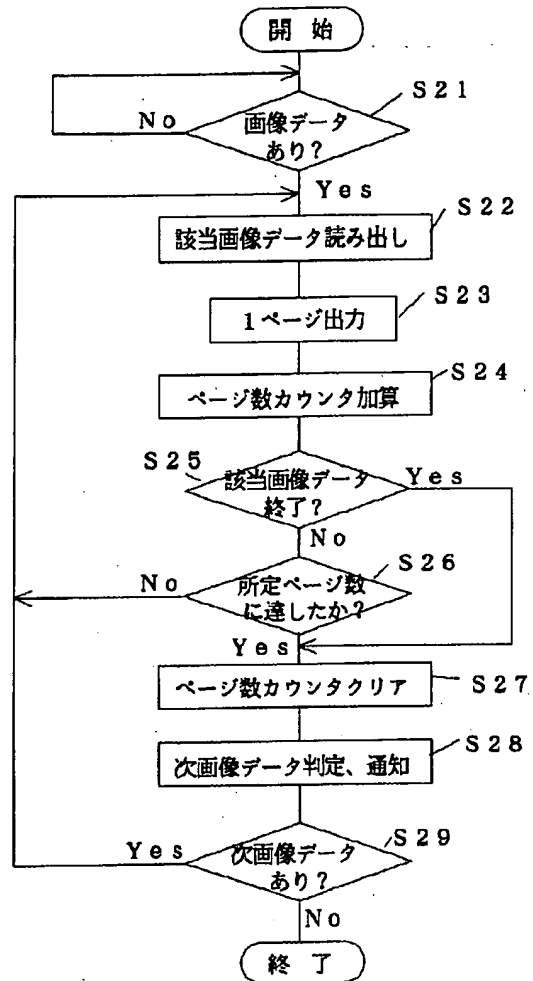 開 始
S21
No
画像データ
あり?
Yes
S22
該当画像データ読み出し
S23
1ページ出力
S24
ページ数カウンタ加算
S25
該当画像データ
終了?
Yes
No
S26
No
所定ページ数
に達したか?
Yes
ページ数カウンタクリア
S27
S28
次画像データ判定、通知
S29
Yes
次画像データ
あり?
No
終 了